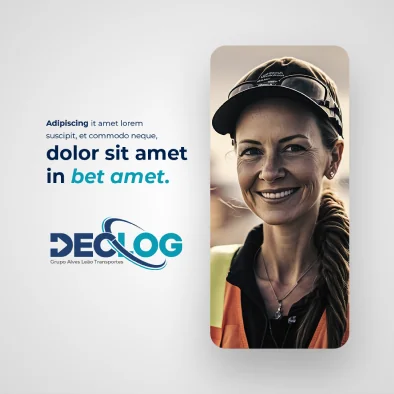 Adipiscing it amet lorem
suscipit, et commodo neque,
dolor sit amet
in bet amet.
DECLOG
Grupo Alves Leão Transportes